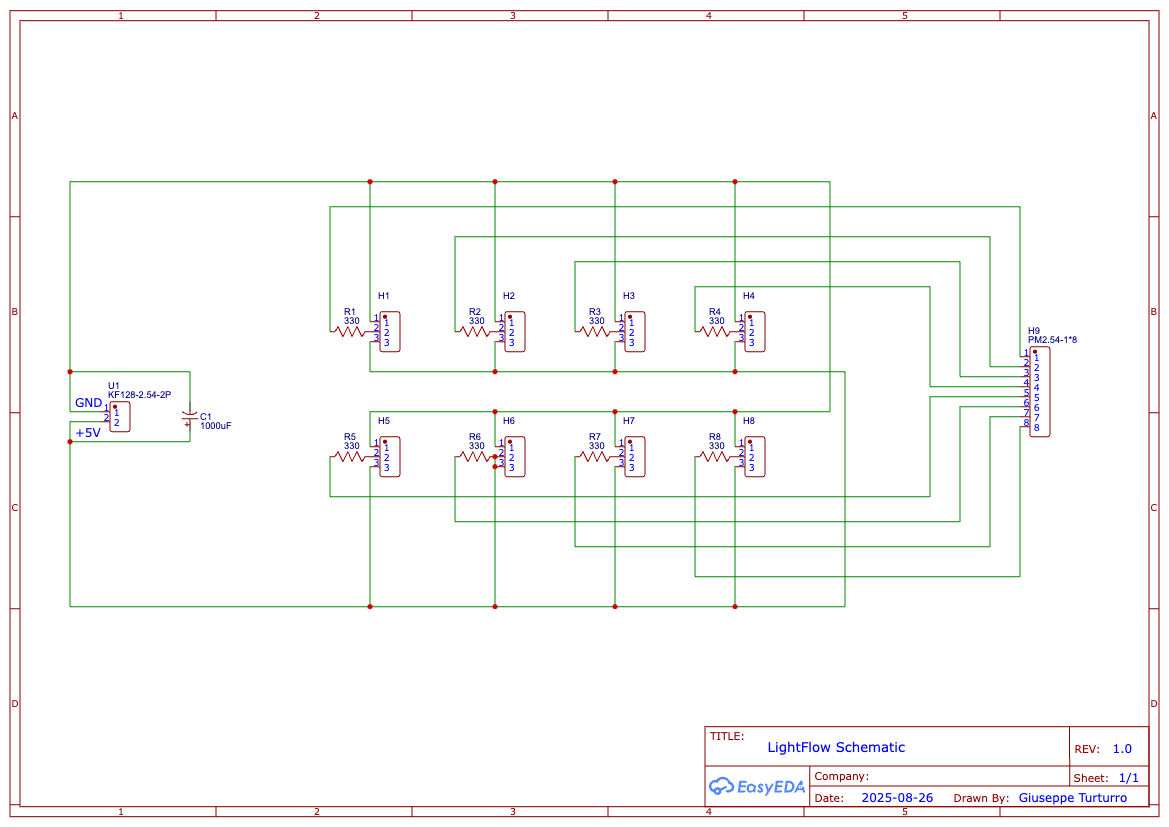 1 2 3 4 5
A A
H1 H2 H3 H4
B B
R1 R2 R3 R4
330 330 330 330
1 1 1 1 1 1 1 1
2 2 2 2 2 2 2 2
3 3 3 3 3 3 3 3
H9
PM2.54-1*8
1 1
2 2
3 3
4 4
5 5
6 6
7 7
8 8
U1
KF128-2.54-2P
GND 1 1
2 2
+5V
C1
1000uF
+
H5 H6 H7 H8
R5 R6 R7 R8
330 330 330 330
1 1 1 1 1 1 1 1
2 2 2 2 2 2 2 2
3 3 3 3 3 3 3 3
C C
D D
TITLE:
LightFlow Schematic
REV: 1.0
EasyEDA
Company:
Sheet: 1/1
Date: 2025-08-26 Drawn By: Giuseppe Turturro
1 2 3 4 5